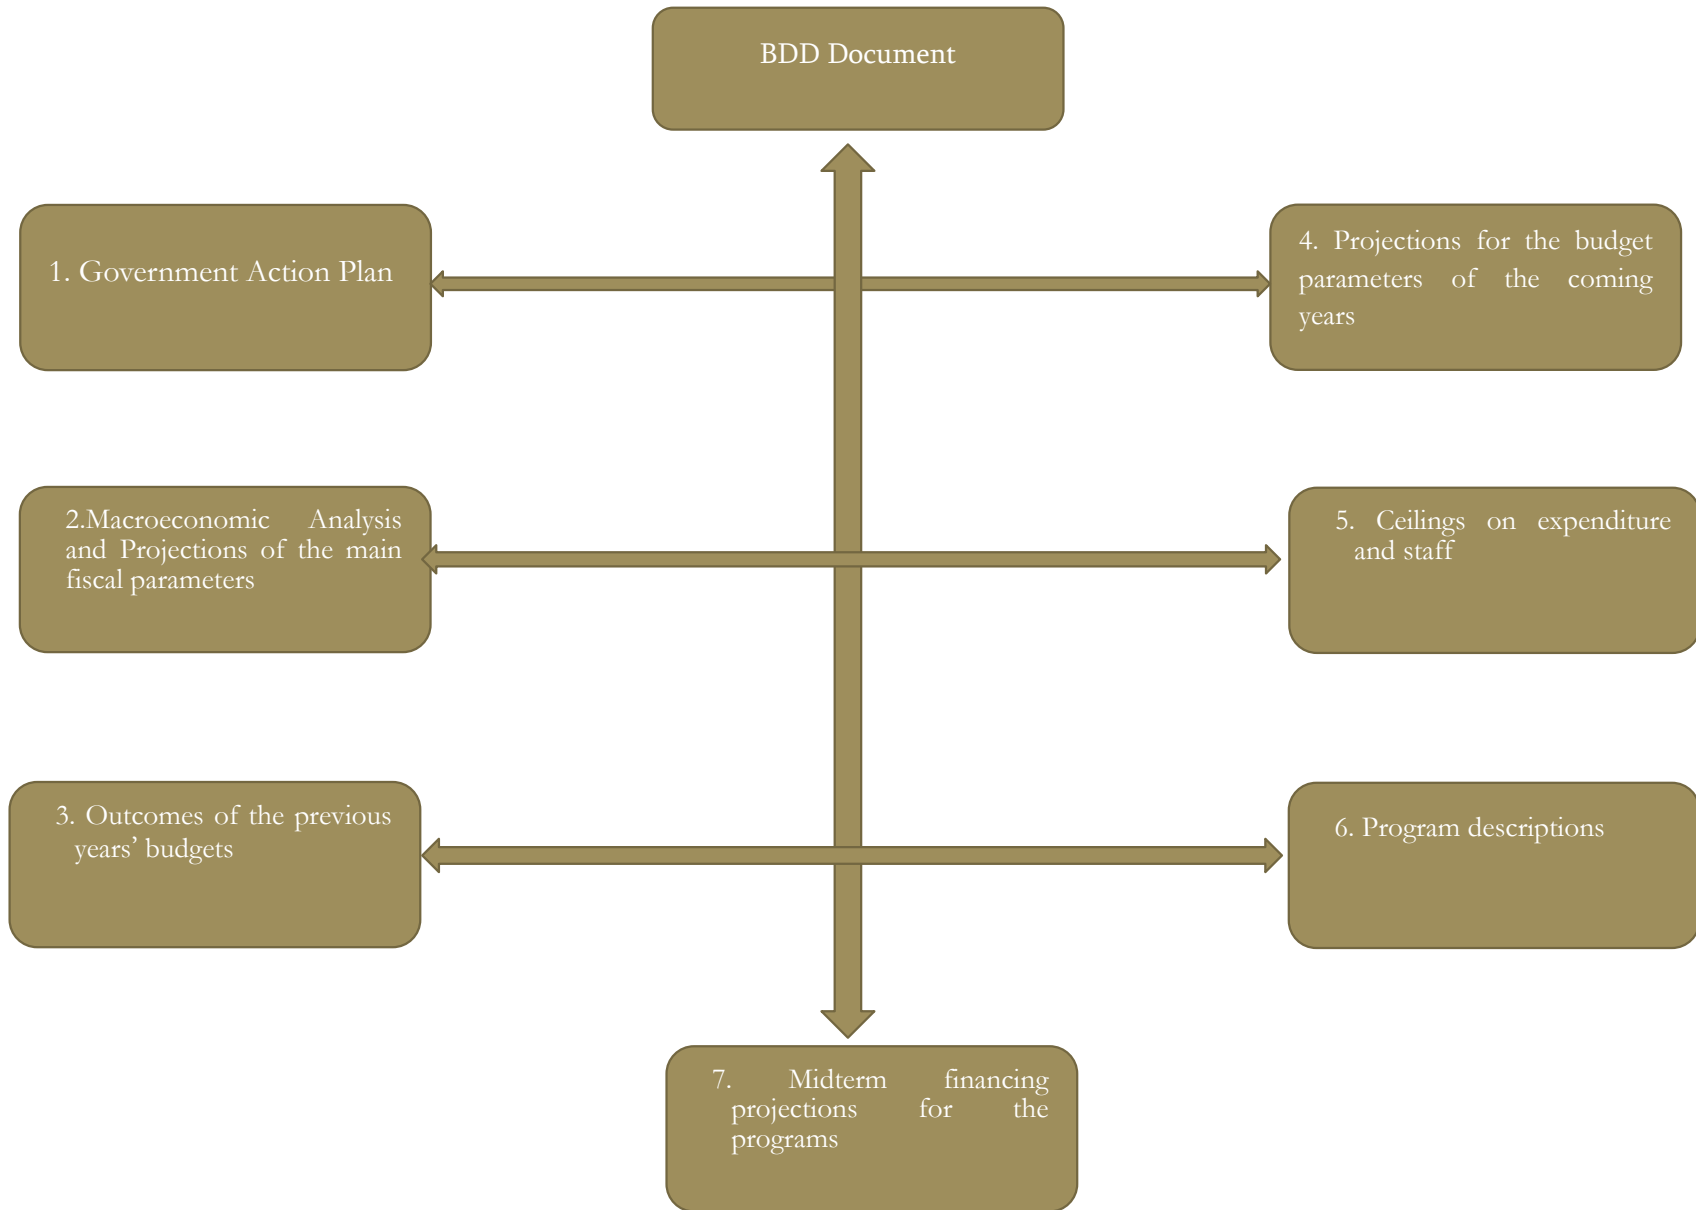 BDD Document
1. Government Action Plan
4. Projections for the budget
parameters of the coming
years
2.Macroeconomic Analysis
and Projections of the main
fiscal parameters
5. Ceilings on expenditure
and staff
3. Outcomes of the previous
years’ budgets
6. Program descriptions
7. Midterm financing
projections for the
programs